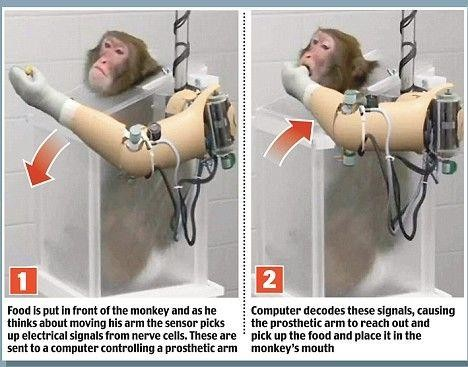 1
Food is put in front of the monkey and as he
thinks about moving his arm the sensor picks
up electrical signals from nerve cells. These are
sent to a computer controlling a prosthetic arm
2
Computer decodes these signals, causing
the prosthetic arm to reach out and
pick up the food and place it in the
monkey's mouth